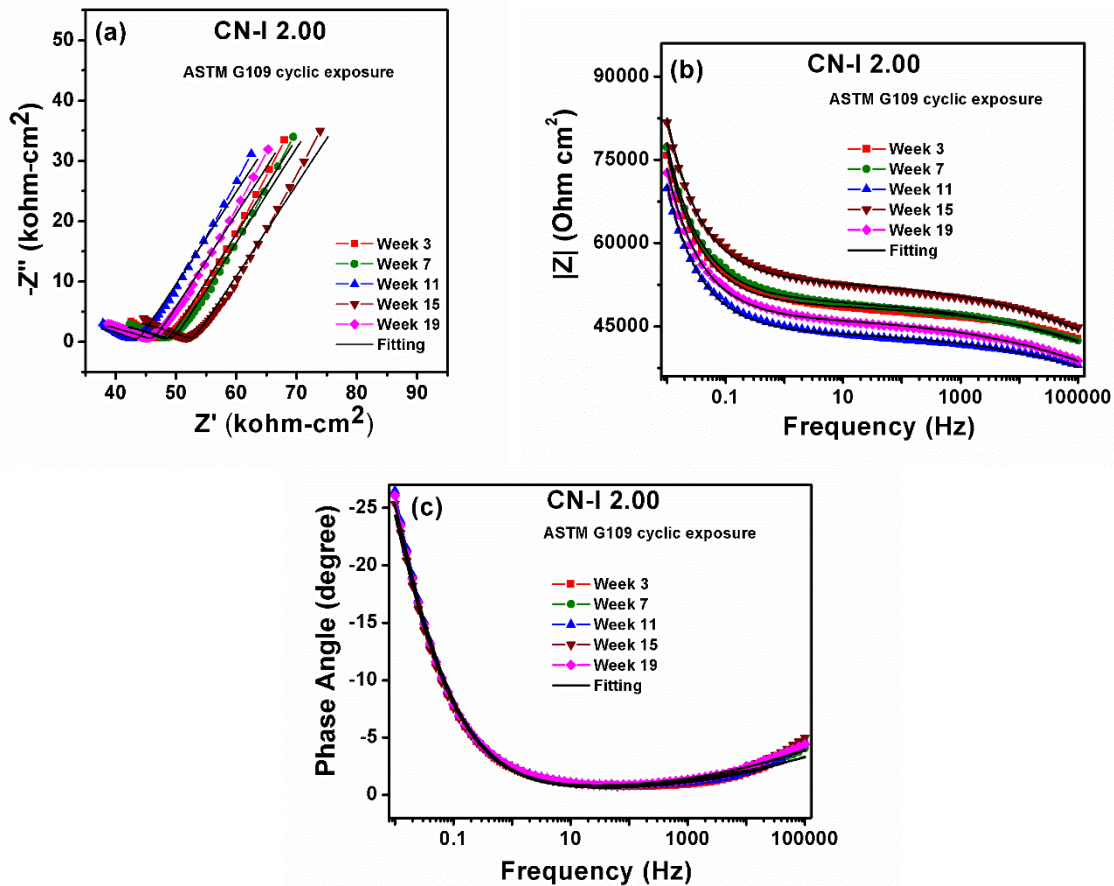 (a)
CN-I 2.00
ASTM G109 cyclic exposure
-Z'' (kohm-cm2)
50
40
30
20
10
0
Week 3
Week 7
Week 11
Week 15
Week 19
Fitting
40 50 60 70 80 90
Z' (kohm-cm2)
(b)
CN-I 2.00
ASTM G109 cyclic exposure
|Z| (Ohm cm2)
90000
75000
60000
45000
Week 3
Week 7
Week 11
Week 15
Week 19
Fitting
0.1 10 1000 100000
Frequency (Hz)
(c)
CN-I 2.00
ASTM G109 cyclic exposure
Phase Angle (degree)
-25
-20
-15
-10
-5
0
Week 3
Week 7
Week 11
Week 15
Week 19
Fitting
0.1 10 1000 100000
Frequency (Hz)